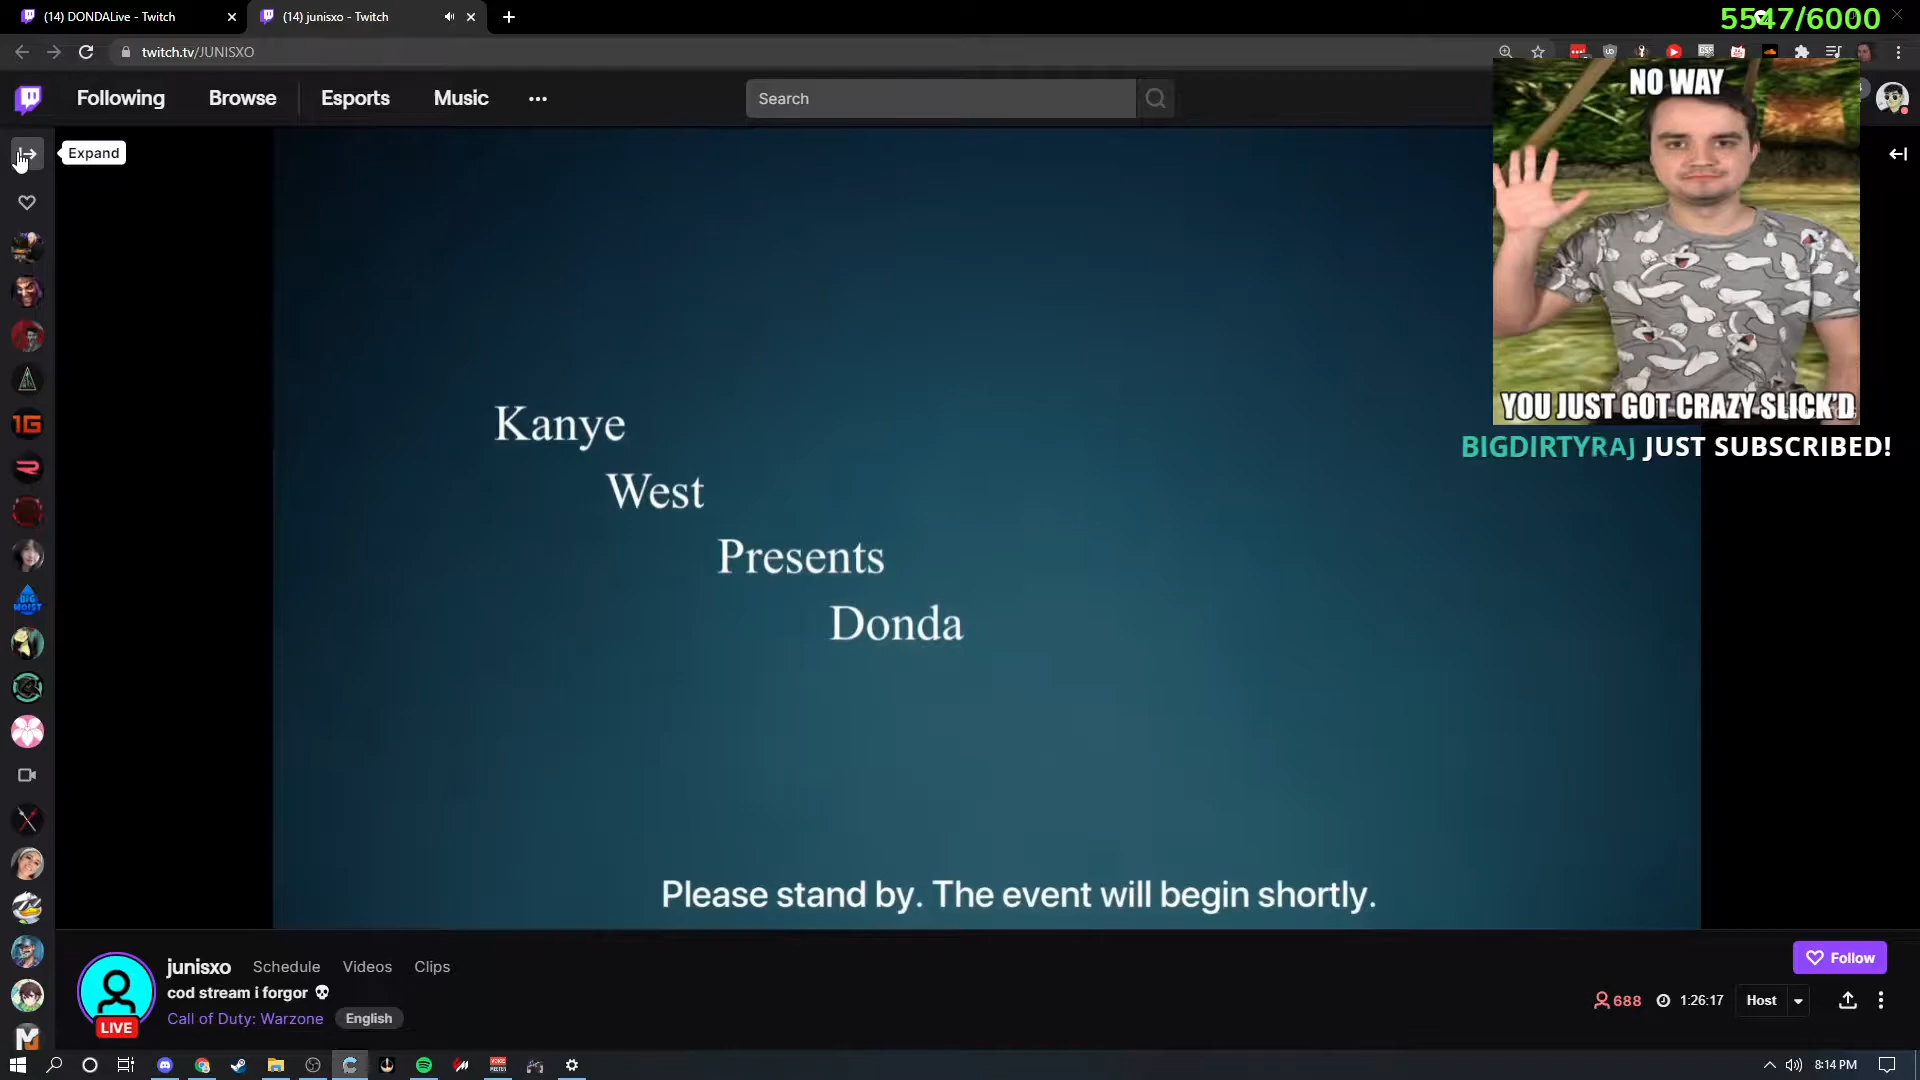 (14) DONDALive - Twitch
(14) junisxo - Twitch
5547/6000
twitch.tv/JUNISXO
Following
Browse
Esports
Music
Search
Expand
NO WAY
YOU JUST GOT CRAZY SLICK'D
BIGDIRTYRAJ JUST SUBSCRIBED!
1G
BIG MOIST
Kanye
West
Presents
Donda
Please stand by. The event will begin shortly.
junisxo
Schedule
Videos
Clips
Follow
cod stream i forgor 💀
Call of Duty: Warzone
English
LIVE
688
1:26:17
Host
8:14 PM